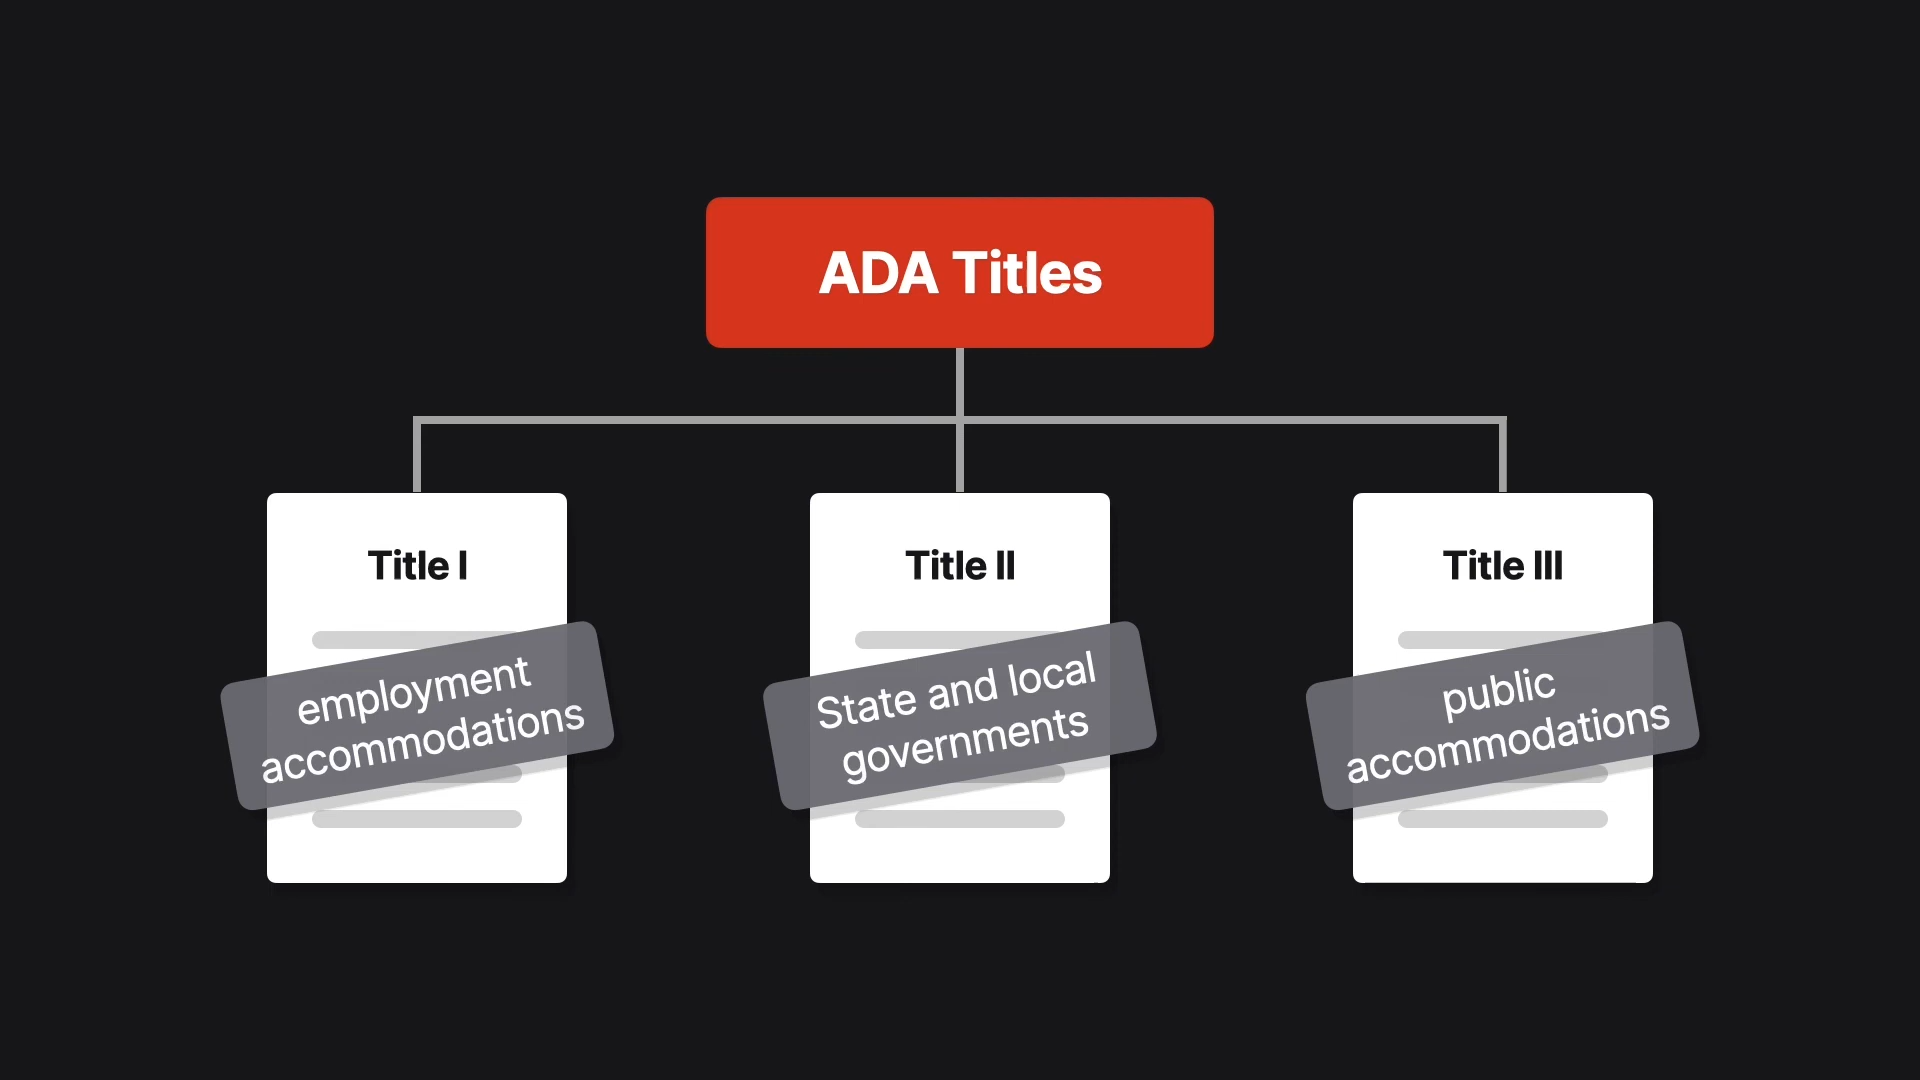 ADA Titles
Title I
employment
accommodations
Title II
State and local
governments
Title III
public
accommodations